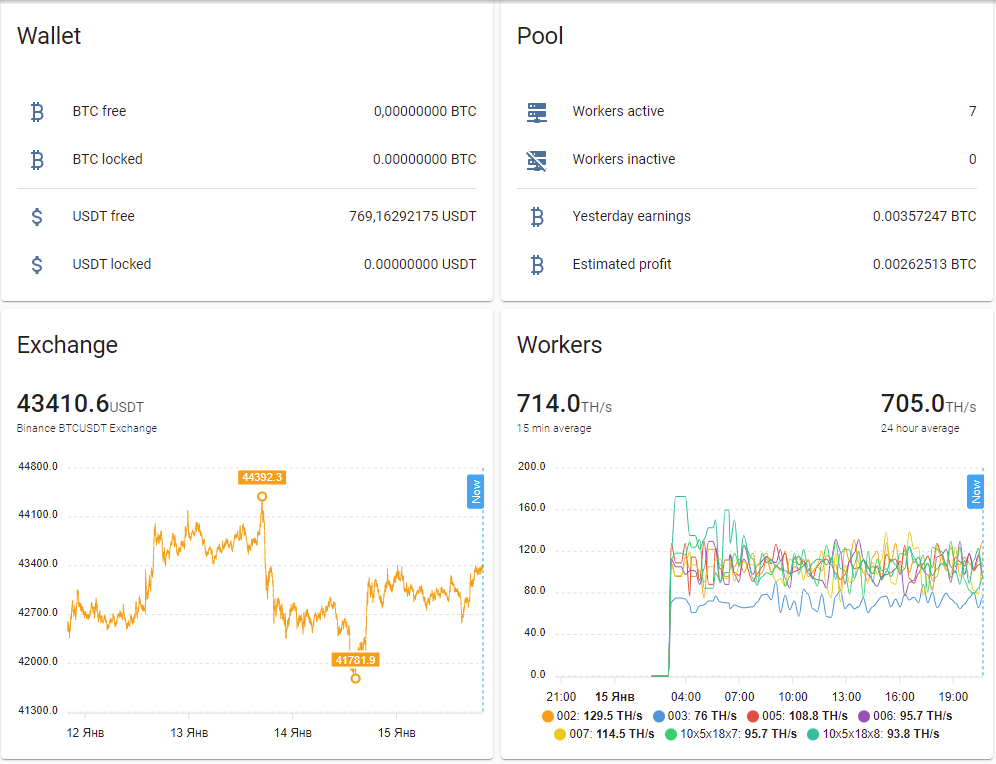 Wallet
BTC free 0,00000000 BTC
BTC locked 0.00000000 BTC
USDT free 769,16292175 USDT
USDT locked 0.00000000 USDT
Pool
Workers active 7
Workers inactive 0
Yesterday earnings 0.00357247 BTC
Estimated profit 0.00262513 BTC
Exchange
43410.6USDT
Binance BTCUSDT Exchange
44800.0
44392.3
Now
44100.0
43400.0
42700.0
42000.0
41781.9
41300.0
12 Янв 13 Янв 14 Янв 15 Янв
Workers
714.0TH/s 705.0TH/s
15 min average 24 hour average
200.0
Now
160.0
120.0
80.0
40.0
0.0
21:00 15 Янв 04:00 07:00 10:00 13:00 16:00 19:00
002: 129.5 TH/s 003: 76 TH/s 005: 108.8 TH/s 006: 95.7 TH/s
007: 114.5 TH/s 10x5x18x7: 95.7 TH/s 10x5x18x8: 93.8 TH/s